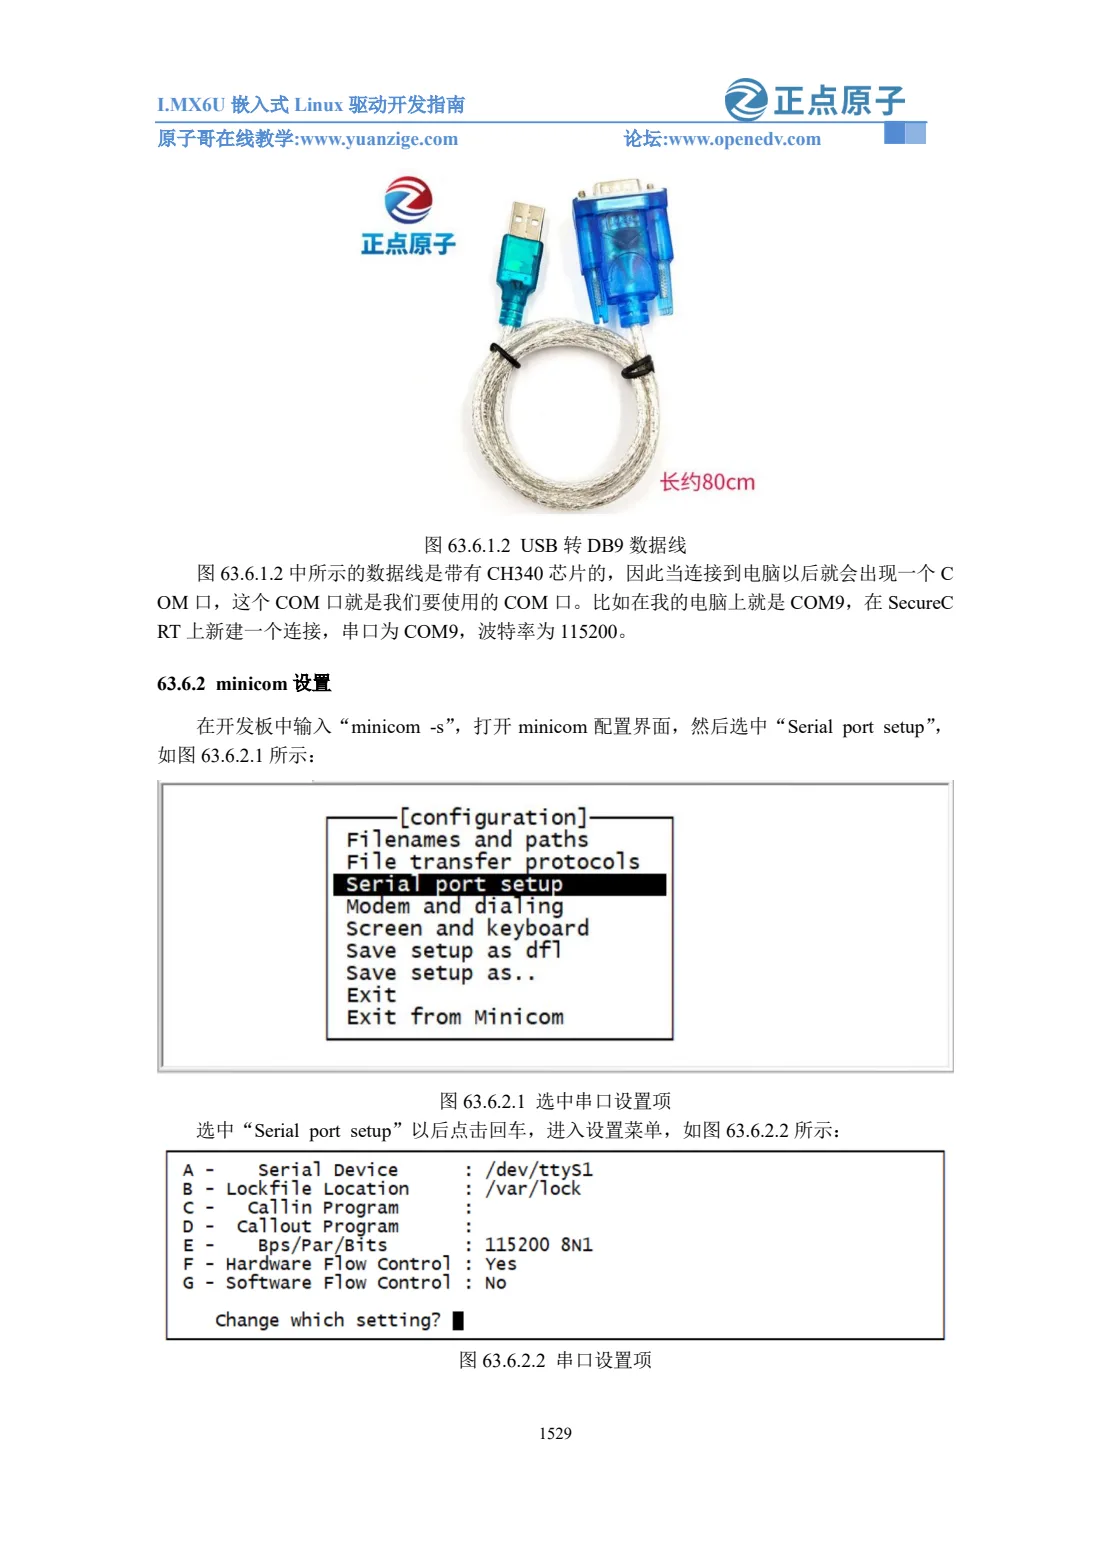 I.MX6U 嵌入式 Linux 驱动开发指南
正点原子
原子哥在线教学:www.yuanzige.com 论坛:www.openedv.com
正点原子
长约80cm
图 63.6.1.2 USB 转 DB9 数据线
图 63.6.1.2 中所示的数据线是带有 CH340 芯片的，因此当连接到电脑以后就会出现一个 C
OM 口，这个 COM 口就是我们要使用的 COM 口。比如在我的电脑上就是 COM9，在 SecureC
RT 上新建一个连接，串口为 COM9，波特率为 115200。
63.6.2 minicom 设置
在开发板中输入“minicom -s”，打开 minicom 配置界面，然后选中“Serial port setup”，
如图 63.6.2.1 所示：
[configuration]
Filenames and paths
File transfer protocols
Serial port setup
Modem and dialing
Screen and keyboard
Save setup as dfl
Save setup as..
Exit
Exit from Minicom
图 63.6.2.1 选中串口设置项
选中“Serial port setup”以后点击回车，进入设置菜单，如图 63.6.2.2 所示：
A - Serial Device : /dev/ttyS1
B - Lockfile Location : /var/lock
C - Callin Program :
D - Callout Program :
E - Bps/Par/Bits : 115200 8N1
F - Hardware Flow Control : Yes
G - Software Flow Control : No
Change which setting?
图 63.6.2.2 串口设置项
1529